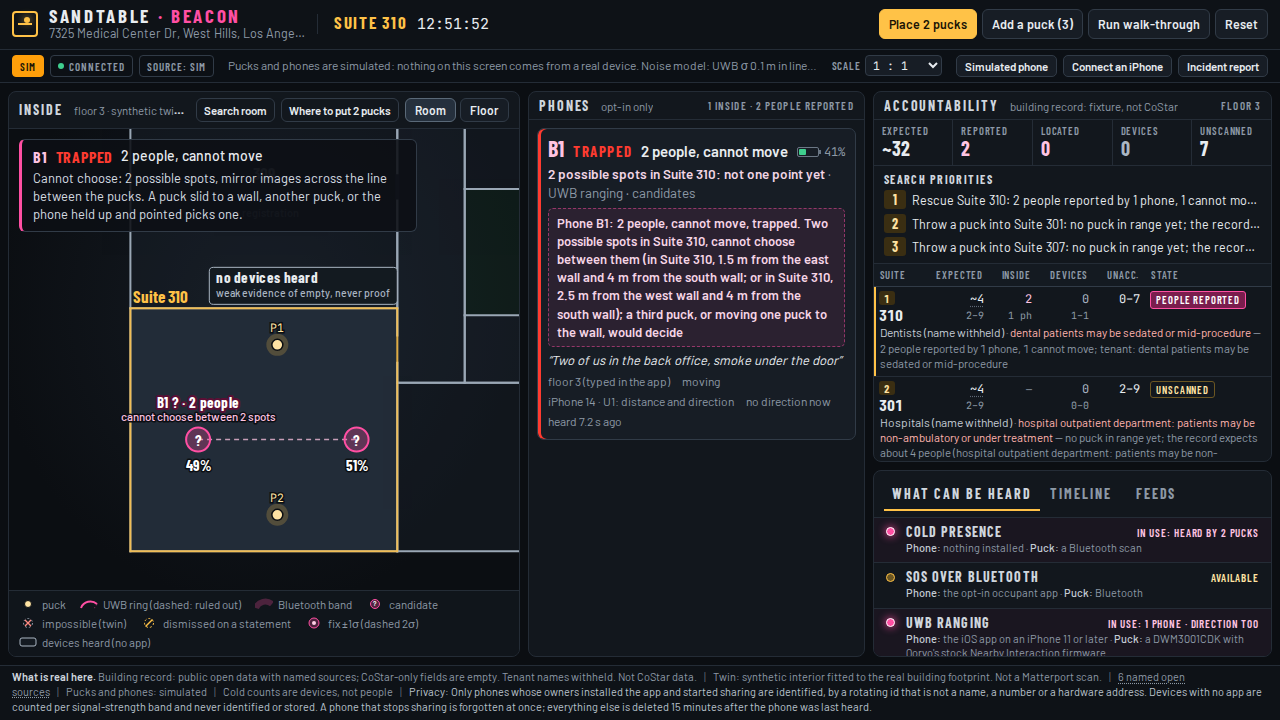 SANDTABLE · BEACON
7325 Medical Center Dr, West Hills, Los Ange…
SUITE 310 12:51:52
Place 2 pucks
Add a puck (3)
Run walk-through
Reset
SIM
CONNECTED
SOURCE: SIM
Pucks and phones are simulated: nothing on this screen comes from a real device. Noise model: UWB σ 0.1 m in line…
SCALE 1 : 1
Simulated phone
Connect an iPhone
Incident report
INSIDE floor 3 · synthetic twi…
Search room
Where to put 2 pucks
Room
Floor
B1 TRAPPED 2 people, cannot move
Cannot choose: 2 possible spots, mirror images across the line
between the pucks. A puck slid to a wall, another puck, or the
phone held up and pointed picks one.
no devices heard
weak evidence of empty, never proof
Suite 310
P1
B1 ? · 2 people
cannot choose between 2 spots
? ?
49% 51%
P2
puck
UWB ring (dashed: ruled out)
Bluetooth band
candidate
impossible (twin)
dismissed on a statement
fix ±1σ (dashed 2σ)
devices heard (no app)
PHONES opt-in only
1 INSIDE · 2 PEOPLE REPORTED
B1 TRAPPED 2 people, cannot move 41%
2 possible spots in Suite 310: not one point yet ·
UWB ranging · candidates
Phone B1: 2 people, cannot move, trapped. Two
possible spots in Suite 310, cannot choose
between them (in Suite 310, 1.5 m from the east
wall and 4 m from the south wall; or in Suite 310,
2.5 m from the west wall and 4 m from the
south wall); a third puck, or moving one puck to
the wall, would decide
"Two of us in the back office, smoke under the door"
floor 3 (typed in the app) moving
iPhone 14 · U1: distance and direction no direction now
heard 7.2 s ago
ACCOUNTABILITY building record: fixture, not CoStar
FLOOR 3
EXPECTED REPORTED LOCATED DEVICES UNSCANNED
~32 2 0 0 7
SEARCH PRIORITIES
1 Rescue Suite 310: 2 people reported by 1 phone, 1 cannot mo…
2 Throw a puck into Suite 301: no puck in range yet; the record…
3 Throw a puck into Suite 307: no puck in range yet; the recor…
SUITE EXPECTED INSIDE DEVICES UNACC. STATE
1 ~4 2 0 0–7 PEOPLE REPORTED
310 2–9 1 ph 1–1
Dentists (name withheld) · dental patients may be sedated or mid-procedure —
2 people reported by 1 phone, 1 cannot move; tenant: dental patients may be
sedated or mid-procedure
2 ~4 – 0 2–9 UNSCANNED
301 2–9 0–0
Hospitals (name withheld) · hospital outpatient department: patients may be
non-ambulatory or under treatment — no puck in range yet; the record expects
about 4 people (hospital outpatient department: patients may be non-
WHAT CAN BE HEARD
TIMELINE
FEEDS
COLD PRESENCE
IN USE: HEARD BY 2 PUCKS
Phone: nothing installed · Puck: a Bluetooth scan
SOS OVER BLUETOOTH
AVAILABLE
Phone: the opt-in occupant app · Puck: Bluetooth
UWB RANGING
IN USE: 1 PHONE · DIRECTION TOO
Phone: the iOS app on an iPhone 11 or later · Puck: a DWM3001CDK with
Qorvo's stock Nearby Interaction firmware
What is real here. Building record: public open data with named sources; CoStar-only fields are empty. Tenant names withheld. Not CoStar data. | Twin: synthetic interior fitted to the real building footprint. Not a Matterport scan. | 6 named open
sources | Pucks and phones: simulated | Cold counts are devices, not people | Privacy: Only phones whose owners installed the app and started sharing are identified, by a rotating id that is not a name, a number or a hardware address. Devices with no app are
counted per signal-strength band and never identified or stored. A phone that stops sharing is forgotten at once; everything else is deleted 15 minutes after the phone was last heard.